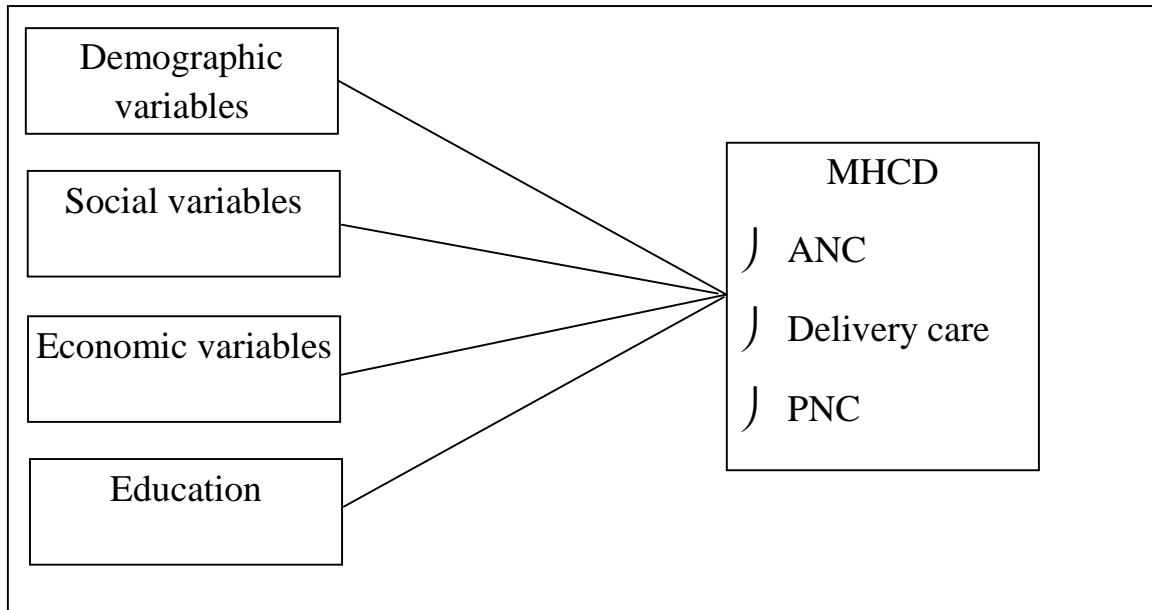 Demographic
variables
Social variables
Economic variables
Education
MHCD
ANC
Delivery care
PNC